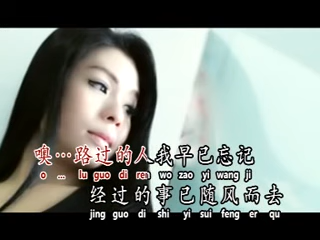 噢…路过的人我早已忘记
o ... lu guo di ren wo zao yi wang ji
经过的事已随风而去
jing guo di shi yi sui feng er qu